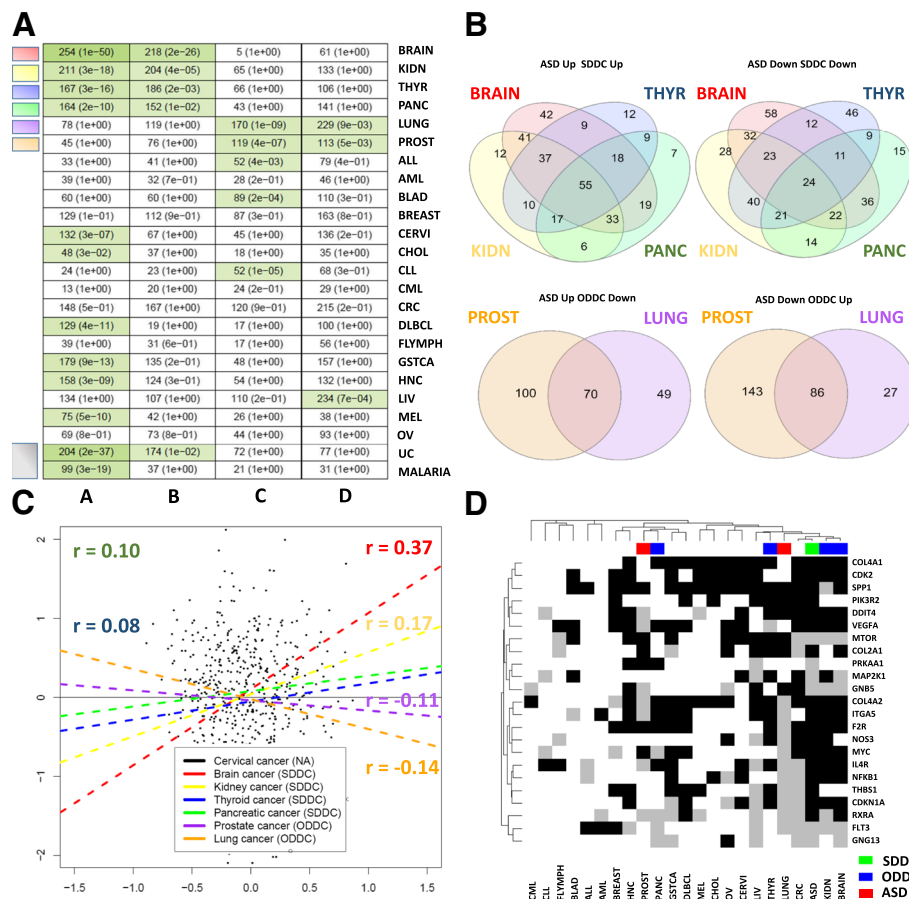 A
254 (1e−50) 218 (2e−26) 5 (1e+00) 61 (1e+00) BRAIN
211 (3e−18) 204 (4e−05) 65 (1e+00) 133 (1e+00) KIDN
167 (3e−16) 186 (2e−03) 66 (1e+00) 106 (1e+00) THYR
164 (2e−10) 152 (1e−02) 43 (1e+00) 141 (1e+00) PANC
78 (1e+00) 119 (1e+00) 170 (1e−09) 229 (9e−03) LUNG
45 (1e+00) 76 (1e+00) 119 (4e−07) 113 (5e−03) PROST
33 (1e+00) 41 (1e+00) 52 (4e−03) 79 (4e−01) ALL
39 (1e+00) 32 (7e−01) 28 (2e−01) 46 (1e+00) AML
60 (1e+00) 60 (1e+00) 89 (2e−04) 110 (3e−01) BLAD
129 (1e−01) 112 (9e−01) 87 (3e−01) 163 (8e−01) BREAST
132 (3e−07) 67 (1e+00) 45 (1e+00) 136 (2e−01) CERVI
48 (3e−02) 37 (1e+00) 18 (1e+00) 35 (1e+00) CHOL
24 (1e+00) 23 (1e+00) 52 (1e−05) 68 (3e−01) CLL
13 (1e+00) 20 (1e+00) 24 (2e−01) 29 (1e+00) CML
148 (5e−01) 167 (1e+00) 120 (9e−01) 215 (2e−01) CRC
129 (4e−11) 19 (1e+00) 17 (1e+00) 100 (1e+00) DLBCL
39 (1e+00) 31 (6e−01) 17 (1e+00) 56 (1e+00) FLYMPH
179 (9e−13) 135 (2e−01) 48 (1e+00) 157 (1e+00) GSTCA
158 (3e−09) 124 (3e−01) 54 (1e+00) 132 (1e+00) HNC
134 (1e+00) 107 (1e+00) 110 (2e−01) 234 (7e−04) LIV
75 (5e−10) 42 (1e+00) 26 (1e+00) 38 (1e+00) MEL
69 (8e−01) 73 (8e−01) 44 (1e+00) 93 (1e+00) OV
204 (2e−37) 174 (1e−02) 72 (1e+00) 77 (1e+00) UC
99 (3e−19) 37 (1e+00) 21 (1e+00) 31 (1e+00) MALARIA
A B C D
B
ASD Up SDDC Up
BRAIN THYR
42 12
9
41 9
12 37 18 7
55
10 19
17 33
6
KIDN PANC
ASD Down SDDC Down
BRAIN THYR
58 46
12
32 9
28 23 11 15
24
40 36
21 22
14
KIDN PANC
ASD Up ODDC Down
PROST LUNG
100 70 49
ASD Down ODDC Up
PROST LUNG
143 86 27
C
r = 0.10
r = 0.37
r = 0.08
r = 0.17
r = -0.11
r = -0.14
2
1
0
−1
−2
Cervical cancer (NA)
Brain cancer (SDDC)
Kidney cancer (SDDC)
Thyroid cancer (SDDC)
Pancreatic cancer (SDDC)
Prostate cancer (ODDC)
Lung cancer (ODDC)
−1.5 −1.0 −0.5 0.0 0.5 1.0 1.5
D
COL4A1
CDK2
SPP1
PIK3R2
DDIT4
VEGFA
MTOR
COL2A1
PRKAA1
MAP2K1
GNB5
COL4A2
ITGA5
F2R
NOS3
MYC
IL4R
NFKB1
THBS1
CDKN1A
RXRA
FLT3
GNG13
CML CLL FLYMPH BLAD ALL AML BREAST HNC PROST PANC GSTCA DLBCL MEL CHOL OV CERVI LIV THYR LUNG CRC ASD KIDN BRAIN
SDD
ODD
ASD